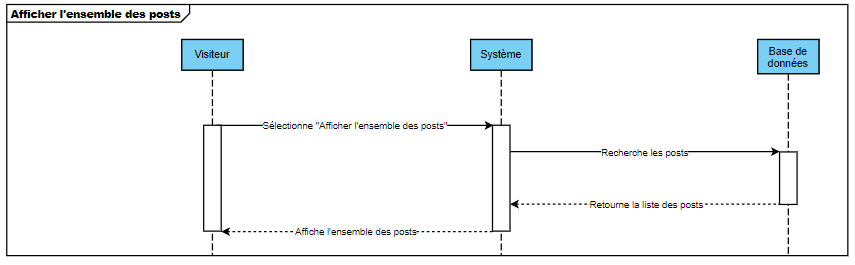 Afficher l'ensemble des posts
Visiteur
Système
Base de
données
Sélectionne "Afficher l'ensemble des posts"
Recherche les posts
Retourne la liste des posts
Affiche l'ensemble des posts